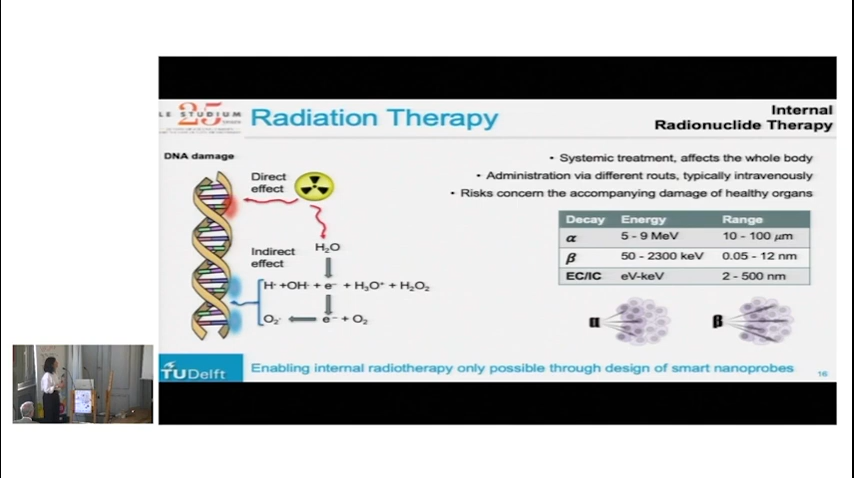 LE STUDIUM
25
Radiation Therapy
Internal
Radionuclide Therapy
DNA damage
Direct
effect
H₂O
Indirect
effect
H· +OH· + e⁻ + H₃O⁺ + H₂O₂
O₂· e⁻ + O₂
• Systemic treatment, affects the whole body
• Administration via different routs, typically intravenously
• Risks concern the accompanying damage of healthy organs
Decay Energy Range
α 5 - 9 MeV 10 - 100 μm
β 50 - 2300 keV 0.05 - 12 nm
EC/IC eV-keV 2 - 500 nm
α β
TUDelft
Enabling internal radiotherapy only possible through design of smart nanoprobes
16